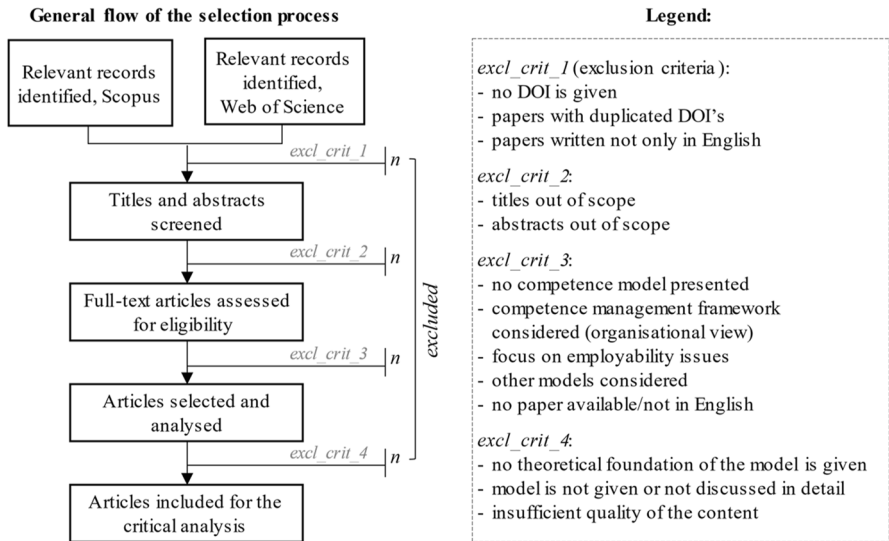 General flow of the selection process
Relevant records
identified, Scopus
Relevant records
identified,
Web of Science
excl_crit_1
n
Titles and abstracts
screened
excl_crit_2
n
Full-text articles assessed
for eligibility
excl_crit_3
n
Articles selected and
analysed
excl_crit_4
n
Articles included for the
critical analysis
excluded
Legend:
excl_crit_1 (exclusion criteria):
- no DOI is given
- papers with duplicated DOI's
- papers written not only in English
excl_crit_2:
- titles out of scope
- abstracts out of scope
excl_crit_3:
- no competence model presented
- competence management framework
considered (organisational view)
- focus on employability issues
- other models considered
- no paper available/not in English
excl_crit_4:
- no theoretical foundation of the model is given
- model is not given or not discussed in detail
- insufficient quality of the content